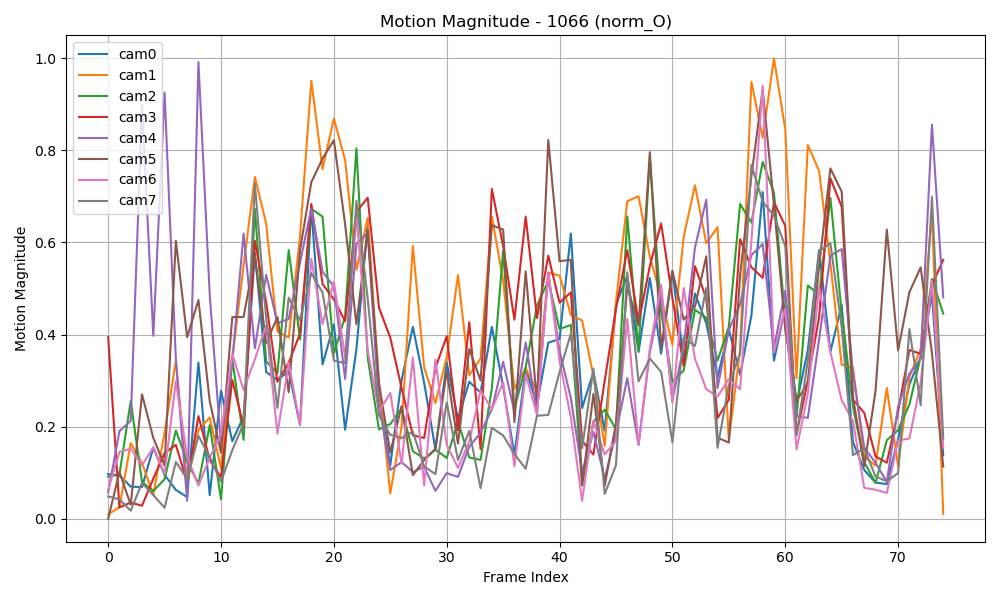 Motion Magnitude - 1066 (norm_O)
cam0
cam1
cam2
cam3
cam4
cam5
cam6
cam7
1.0
0.8
0.6
0.4
0.2
0.0
Motion Magnitude
0 10 20 30 40 50 60 70
Frame Index